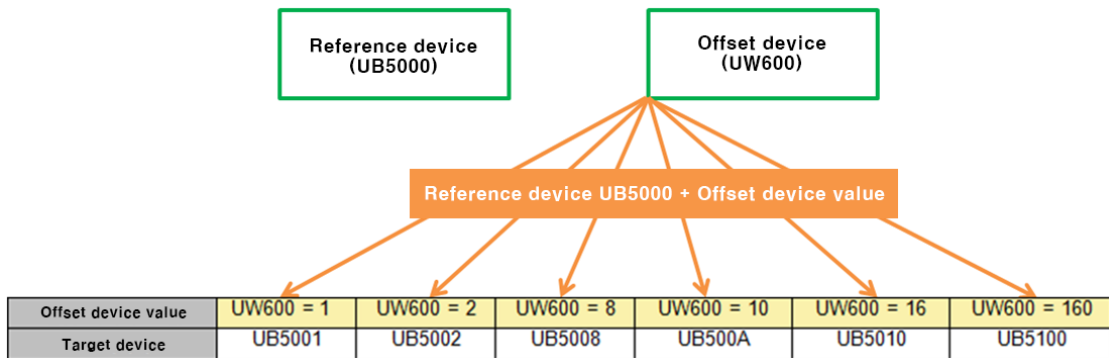 Reference device
(UB5000)
Offset device
(UW600)
Reference device UB5000 + Offset device value
Offset device value UW600 = 1 UW600 = 2 UW600 = 8 UW600 = 10 UW600 = 16 UW600 = 160
Target device UB5001 UB5002 UB5008 UB500A UB5010 UB5100